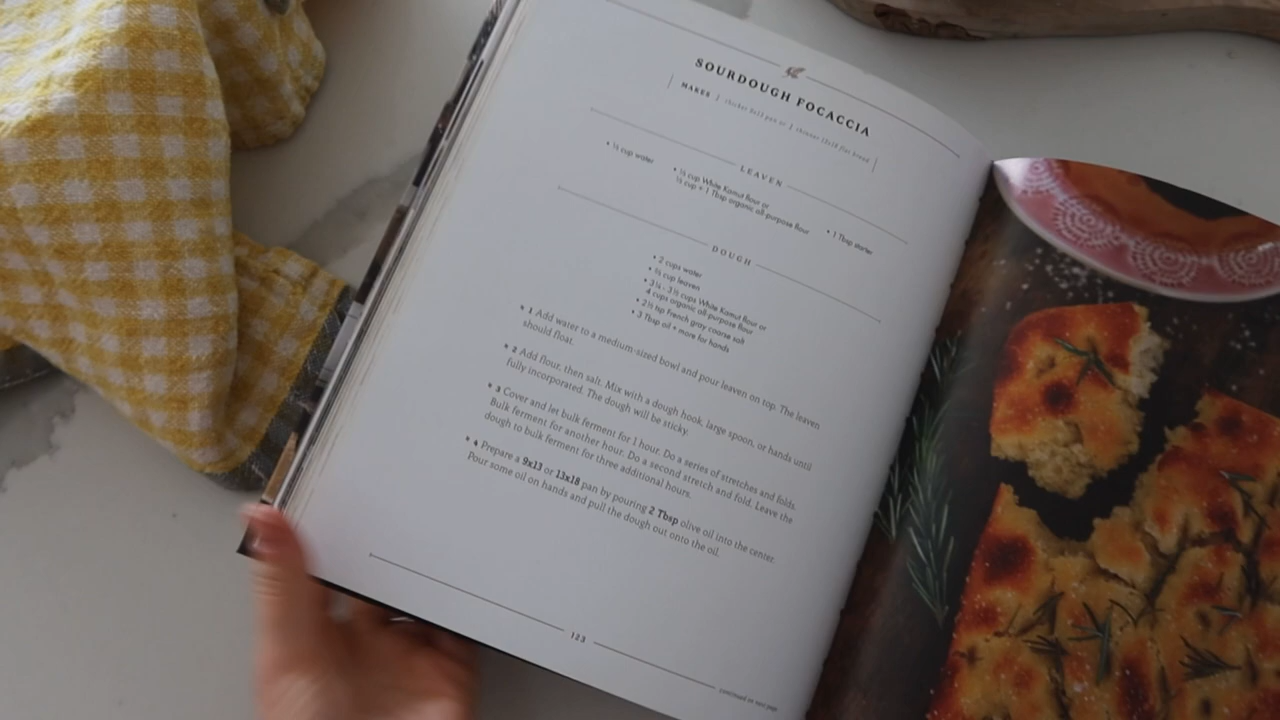 SOURDOUGH FOCACCIA
MAKES 1 thicker 9x13 pan or 1 thinner 13x18 flat bread
LEAVEN
• ¼ cup water
• ¼ cup White Kamut flour or
¼ cup + 1 Tbsp organic all-purpose flour
• 1 Tbsp starter
DOUGH
• 2 cups water
cup leaven
• 3¼ - 3½ cups White Kamut flour or
4 cups organic all purpose flour
• 2½ tsp French gray coarse salt
• 3 Tbsp oil + more for hands
1 Add water to a medium-sized bowl and pour leaven on top. The leaven
should float.
2 Add flour, then salt. Mix with a dough hook, large spoon, or hands until
fully incorporated. The dough will be sticky.
3 Cover and let bulk ferment for 1 hour. Do a series of stretches and folds.
Bulk ferment for another hour. Do a second stretch and fold. Leave the
dough to bulk ferment for three additional hours.
4 Prepare a 9x13 or 13x18 pan by pouring 2 Tbsp olive oil into the center.
Pour some oil on hands and pull the dough out onto the oil.
123
continued on next page